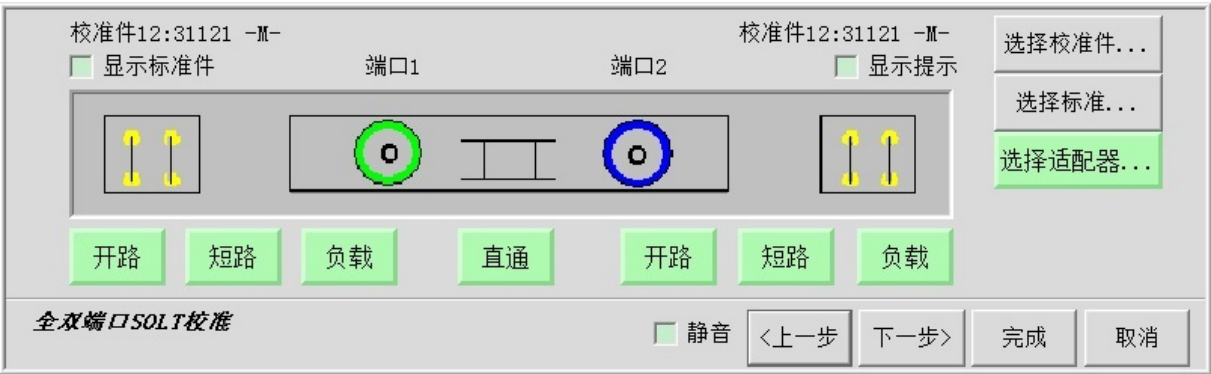 校准件12:31121 -M-
校准件12:31121 -M-
选择校准件...
显示标准件
端口1
端口2
显示提示
选择标准...
选择适配器...
开路
短路
负载
直通
开路
短路
负载
全双端口SOLT校准
静音
<上一步
下一步>
完成
取消